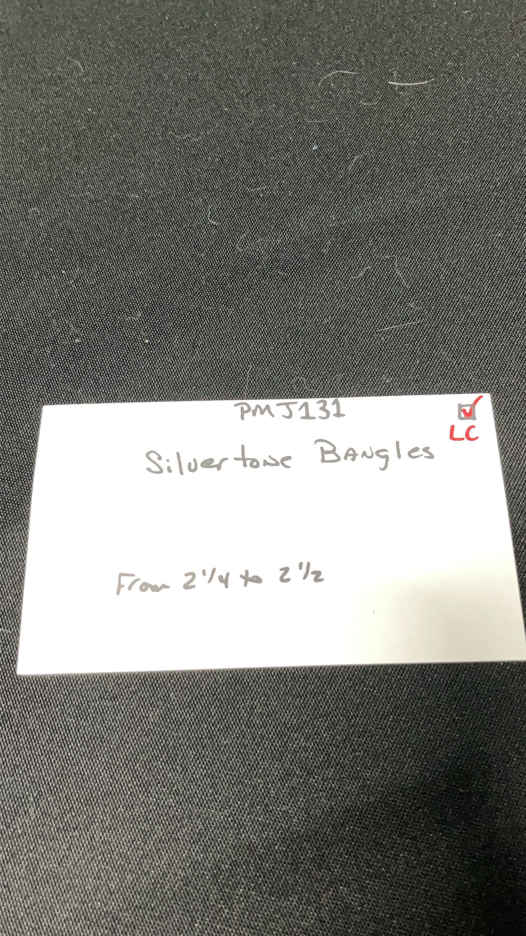 PMJ131
☑
LC
Silvertone BANgles
From 2 1/4 to 2 1/2